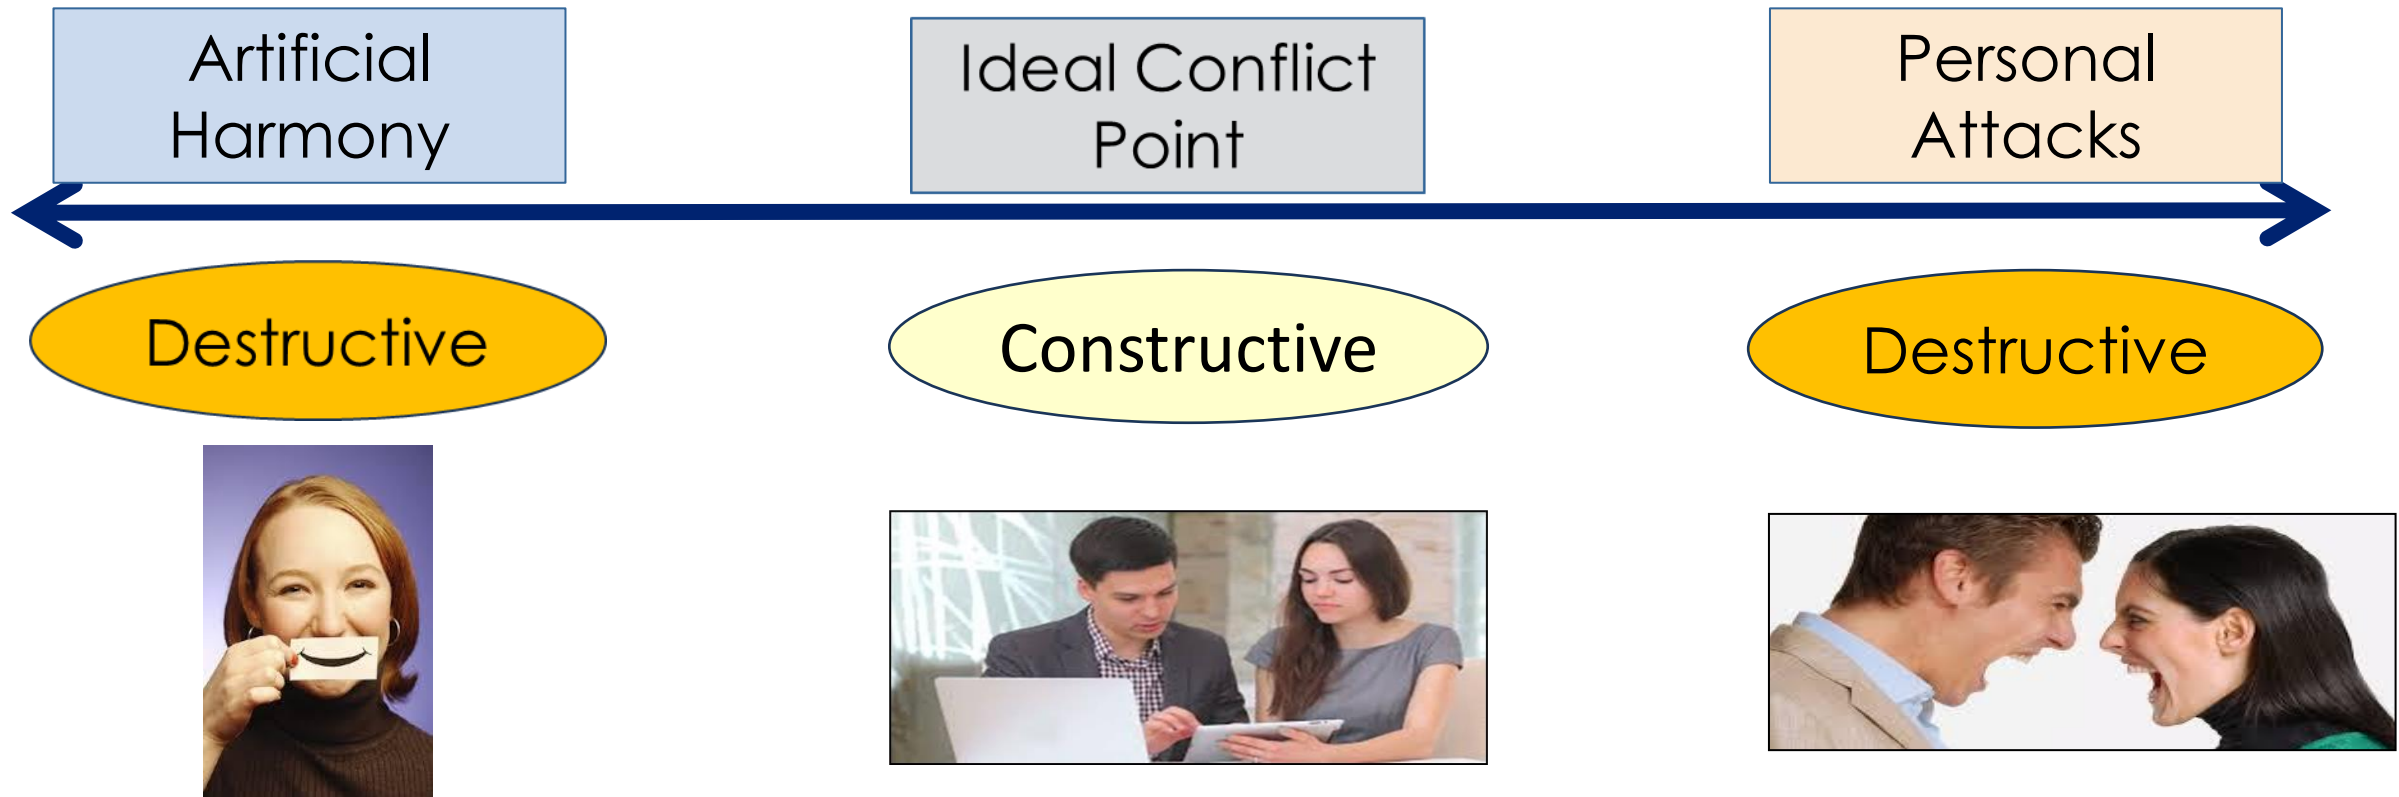 Artificial
Harmony
Ideal Conflict
Point
Personal
Attacks
Destructive
Constructive
Destructive